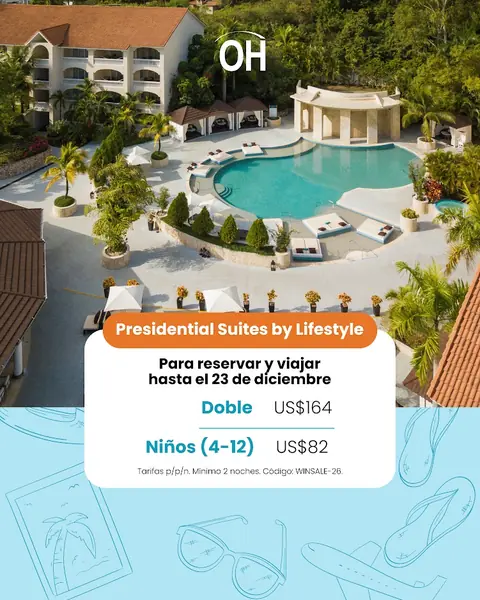 OH
Presidential Suites by Lifestyle
Para reservar y viajar
hasta el 23 de diciembre
Doble US$164
Niños (4-12) US$82
Tarifas p/p/n. Mínimo 2 noches. Código: WINSALE-26.